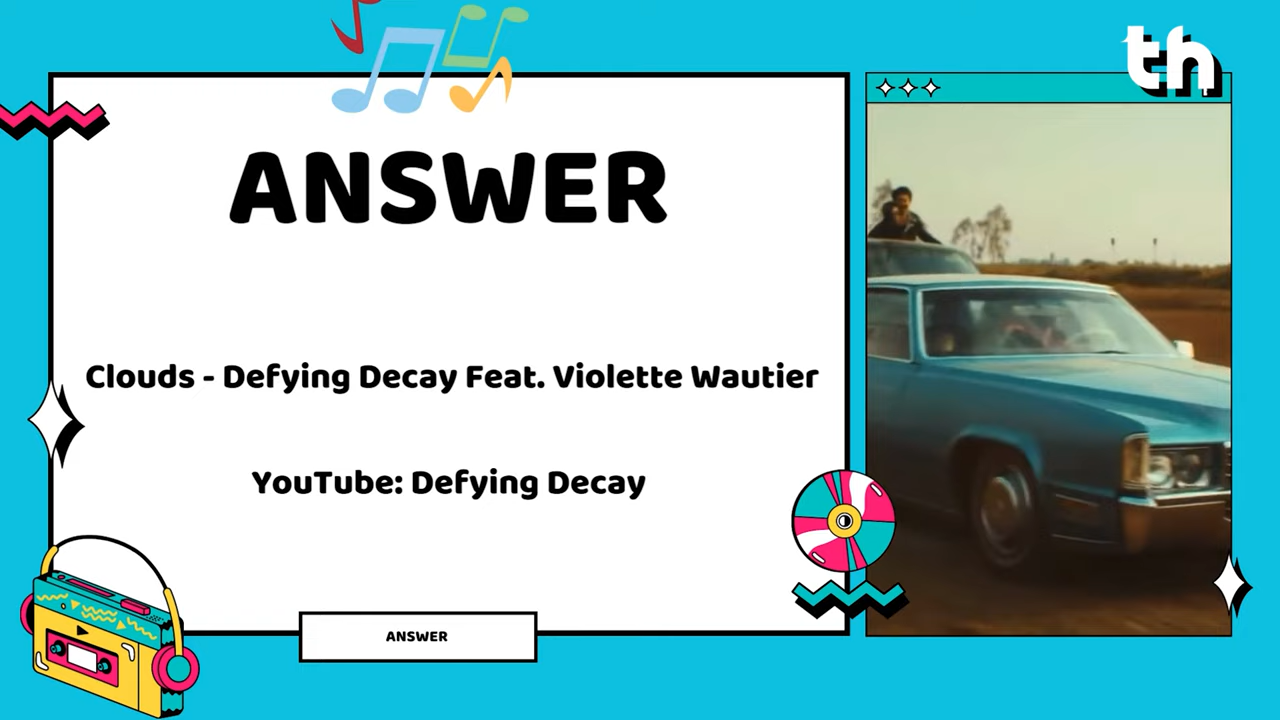 th
ANSWER
Clouds - Defying Decay Feat. Violette Wautier
YouTube: Defying Decay
ANSWER